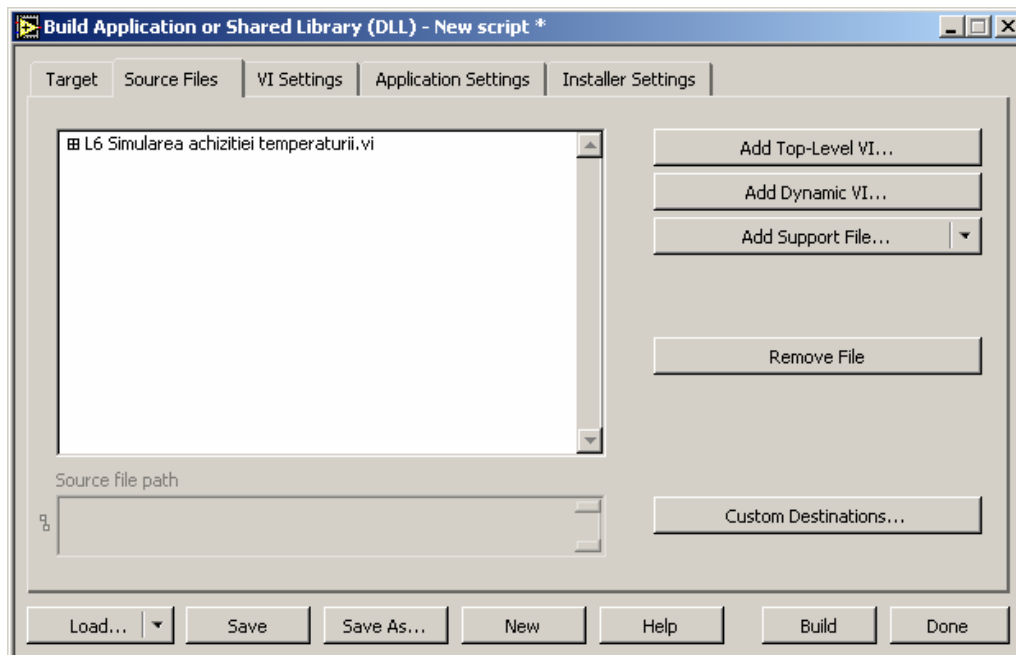 Build Application or Shared Library (DLL) - New script *
Target Source Files VI Settings Application Settings Installer Settings
L6 Simularea achizitiei temperaturii.vi
Add Top-Level VI...
Add Dynamic VI...
Add Support File...
Remove File
Source file path
Custom Destinations...
Load... Save Save As... New Help Build Done